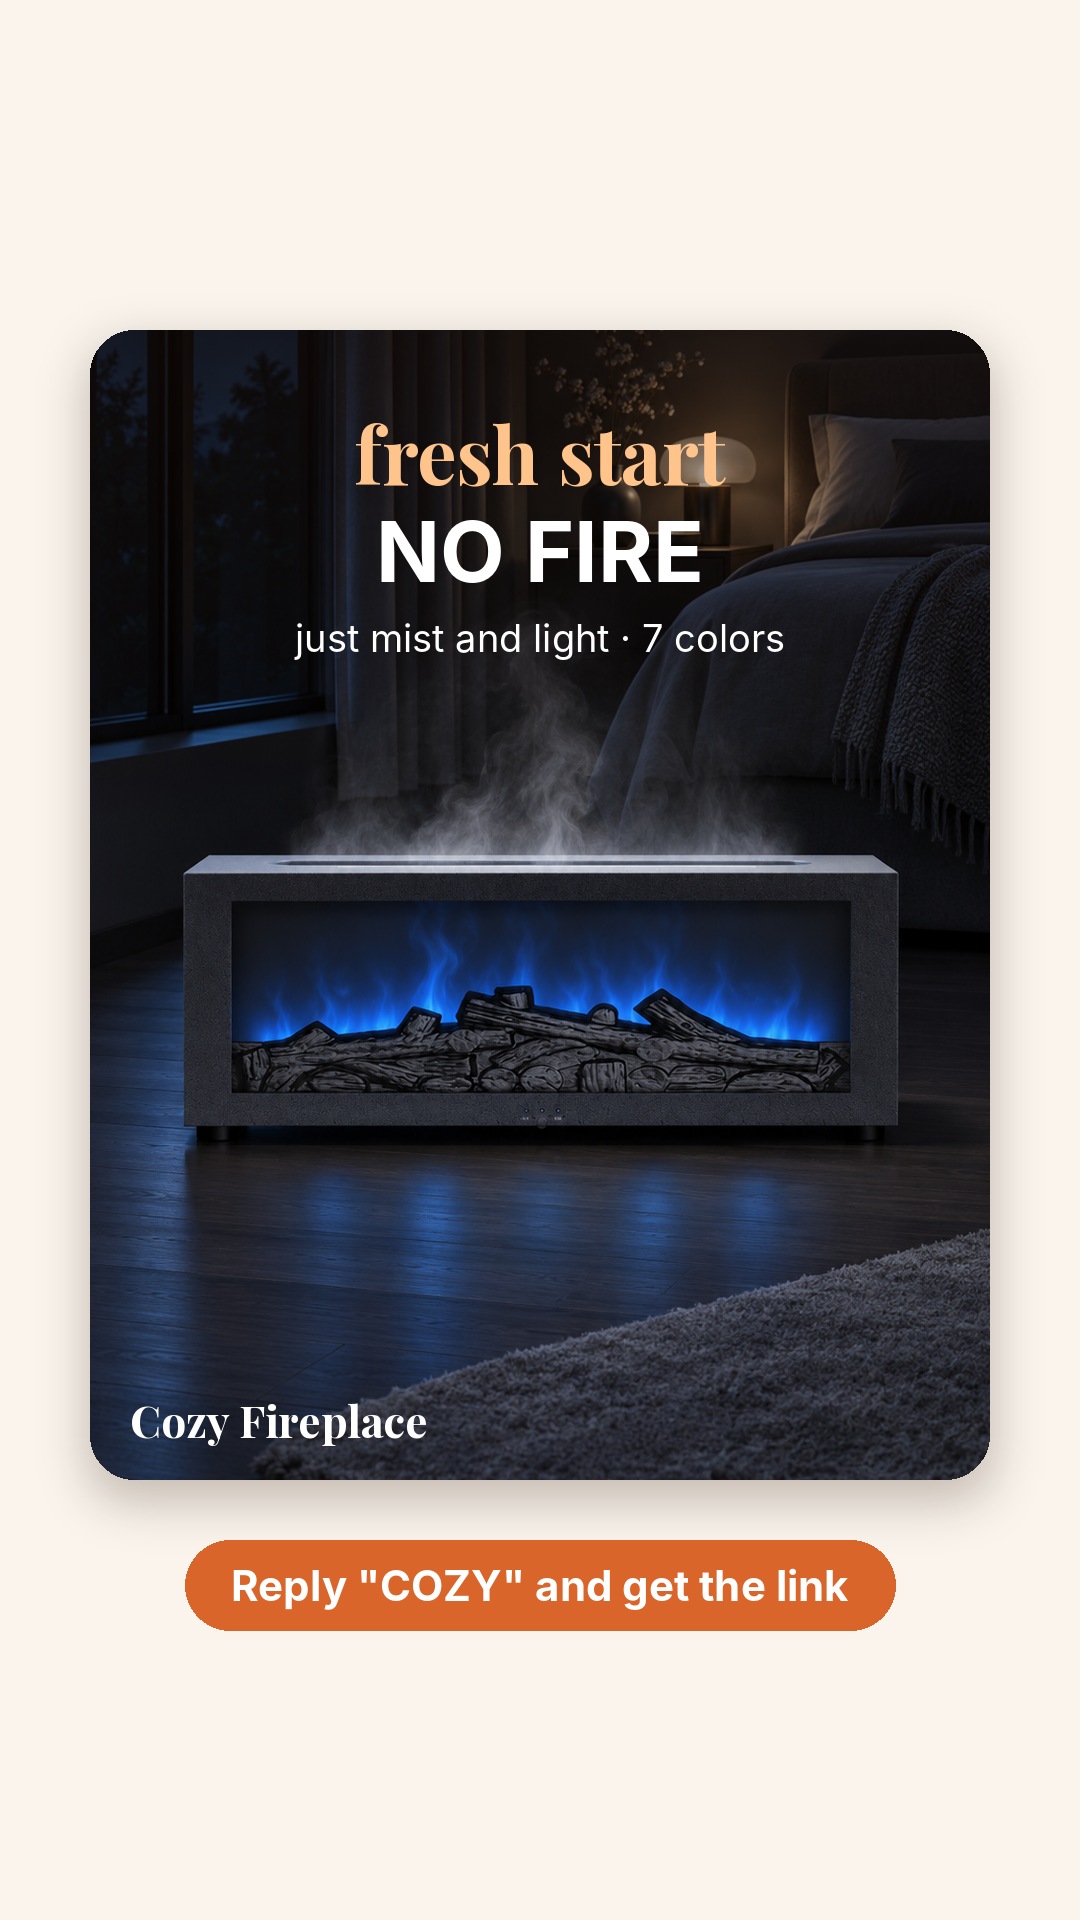 fresh start
NO FIRE
just mist and light · 7 colors
Cozy Fireplace
Reply "COZY" and get the link